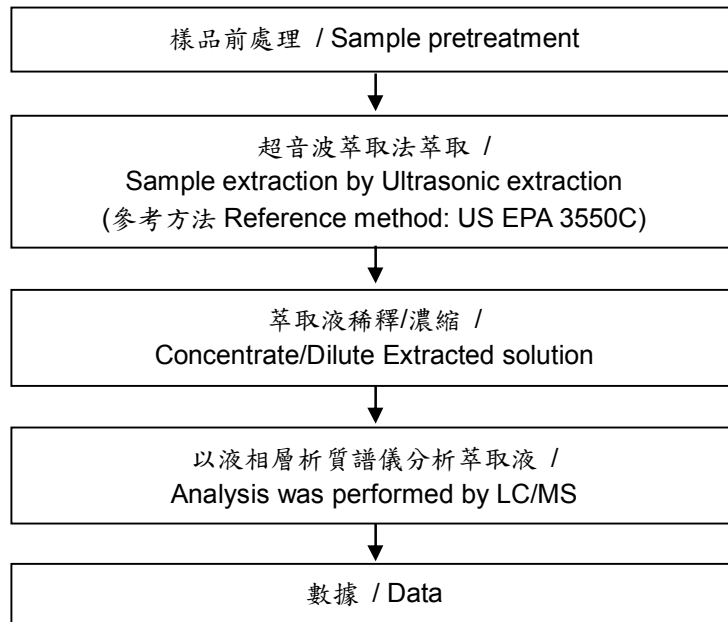 樣品前處理 / Sample pretreatment
超音波萃取法萃取 /
Sample extraction by Ultrasonic extraction
(參考方法 Reference method: US EPA 3550C)
萃取液稀釋/濃縮 /
Concentrate/Dilute Extracted solution
以液相層析質譜儀分析萃取液 /
Analysis was performed by LC/MS
數據 / Data